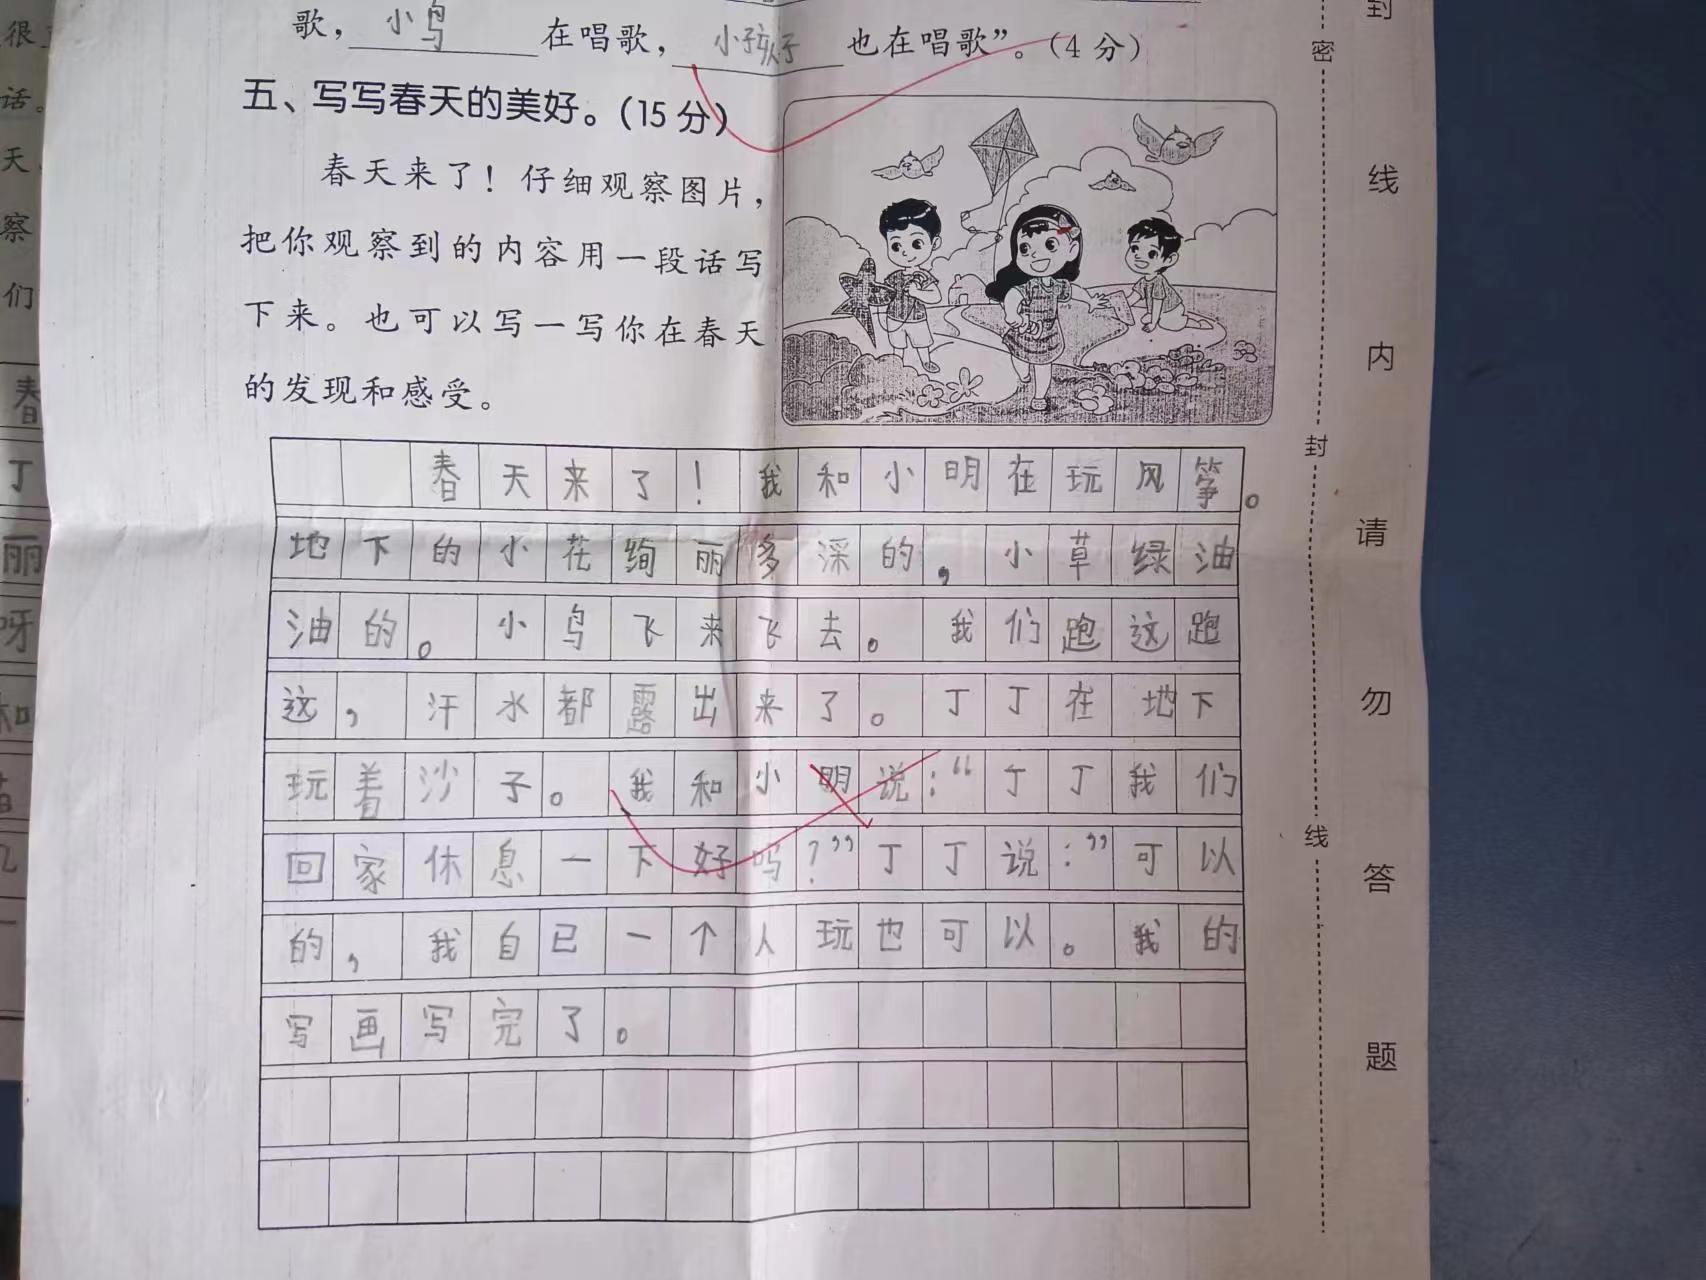 歌，小鸟在唱歌，小孩子也在唱歌”。（4 分）
五、写写春天的美好。（15 分）
春天来了！仔细观察图片，
把你观察到的内容用一段话写
下来。也可以写一写你在春天
的发现和感受。
春天来了！我和小明在玩风筝。
地下的小花绚丽多深的，小草绿油
油的。小鸟飞来飞去。我们跑这跑
这，汗水都露出来了。丁丁在地下
玩着沙子。我和小明说：“丁丁我们
回家休息一下好吗？”丁丁说：”可以
的，我自已一个人玩也可以。我的
写画写完了。
密
封
线
封
线
内
请
勿
答
题
很
话。
天
察
们
春
丁
丽
呀
和